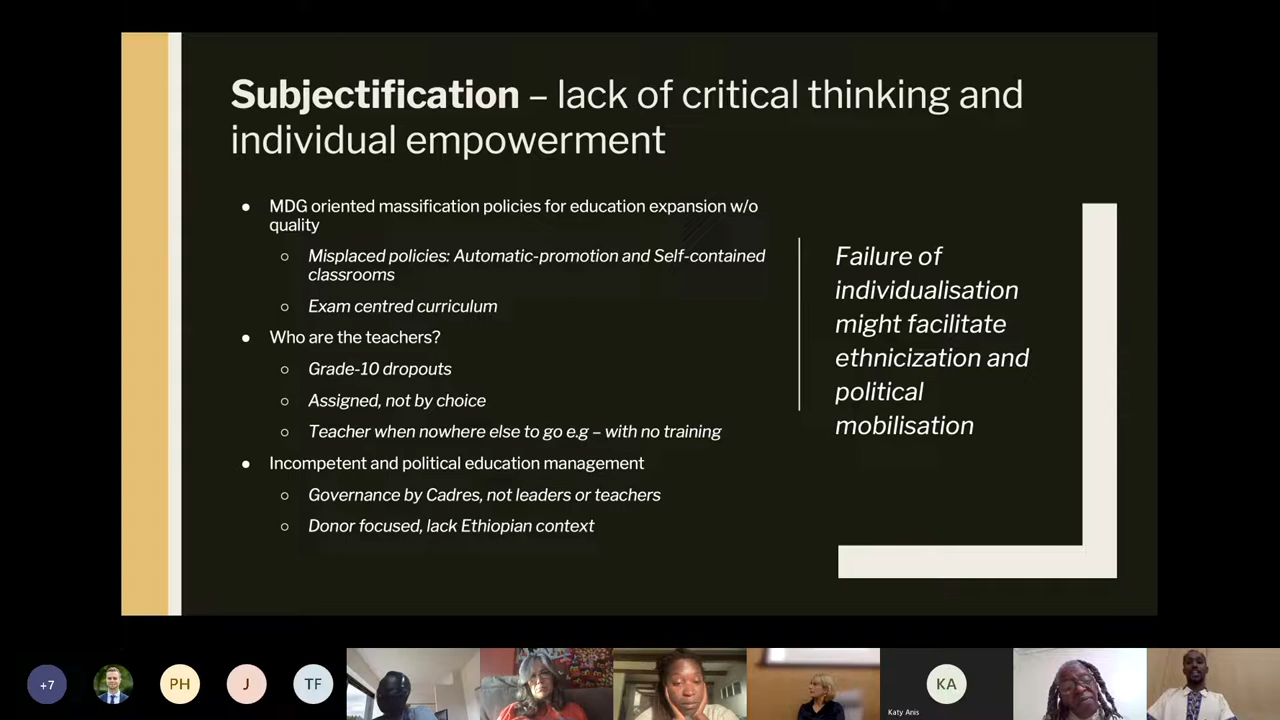 Subjectification – lack of critical thinking and
individual empowerment
● MDG oriented massification policies for education expansion w/o
quality
○ Misplaced policies: Automatic-promotion and Self-contained
classrooms
○ Exam centred curriculum
● Who are the teachers?
○ Grade-10 dropouts
○ Assigned, not by choice
○ Teacher when nowhere else to go e.g – with no training
● Incompetent and political education management
○ Governance by Cadres, not leaders or teachers
○ Donor focused, lack Ethiopian context
Failure of
individualisation
might facilitate
ethnicization and
political
mobilisation
+7
PH
J
TF
KA
Katy Anis